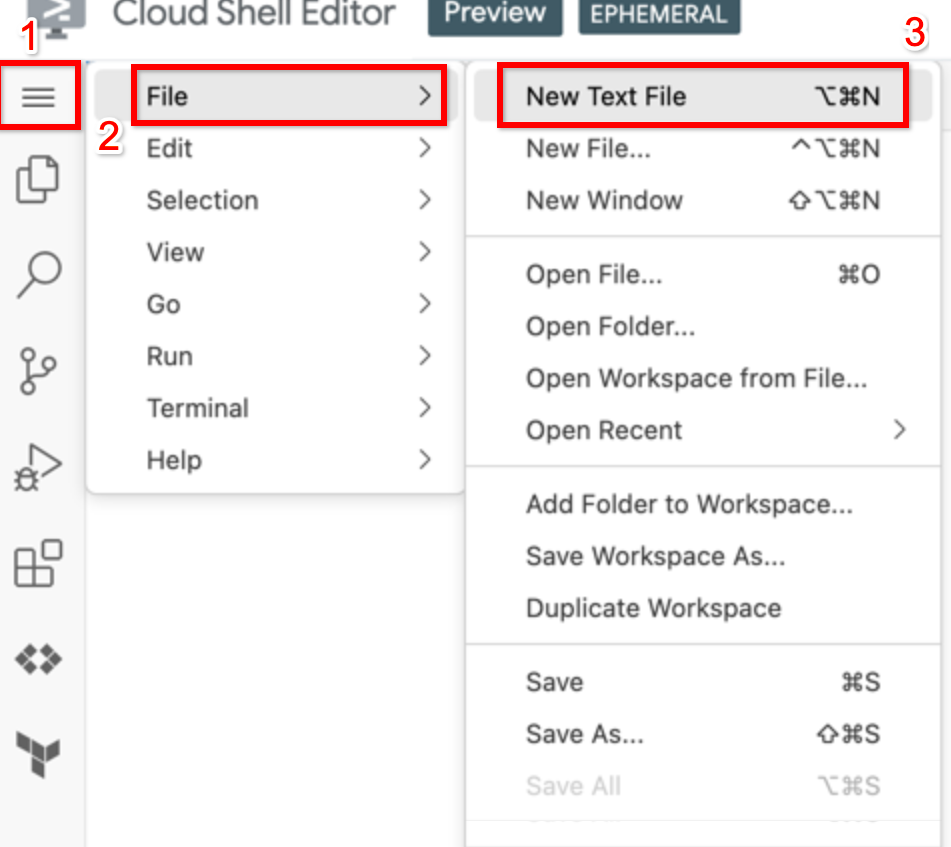 Cloud Shell Editor Preview EPHEMERAL
1
3
2
File
Edit
Selection
View
Go
Run
Terminal
Help
New Text File ⌥⌘N
New File... ^⌥⌘N
New Window ⇧⌥⌘N
Open File... ⌘O
Open Folder...
Open Workspace from File...
Open Recent
Add Folder to Workspace...
Save Workspace As...
Duplicate Workspace
Save ⌘S
Save As... ⇧⌘S
Save All ⌥⌘S